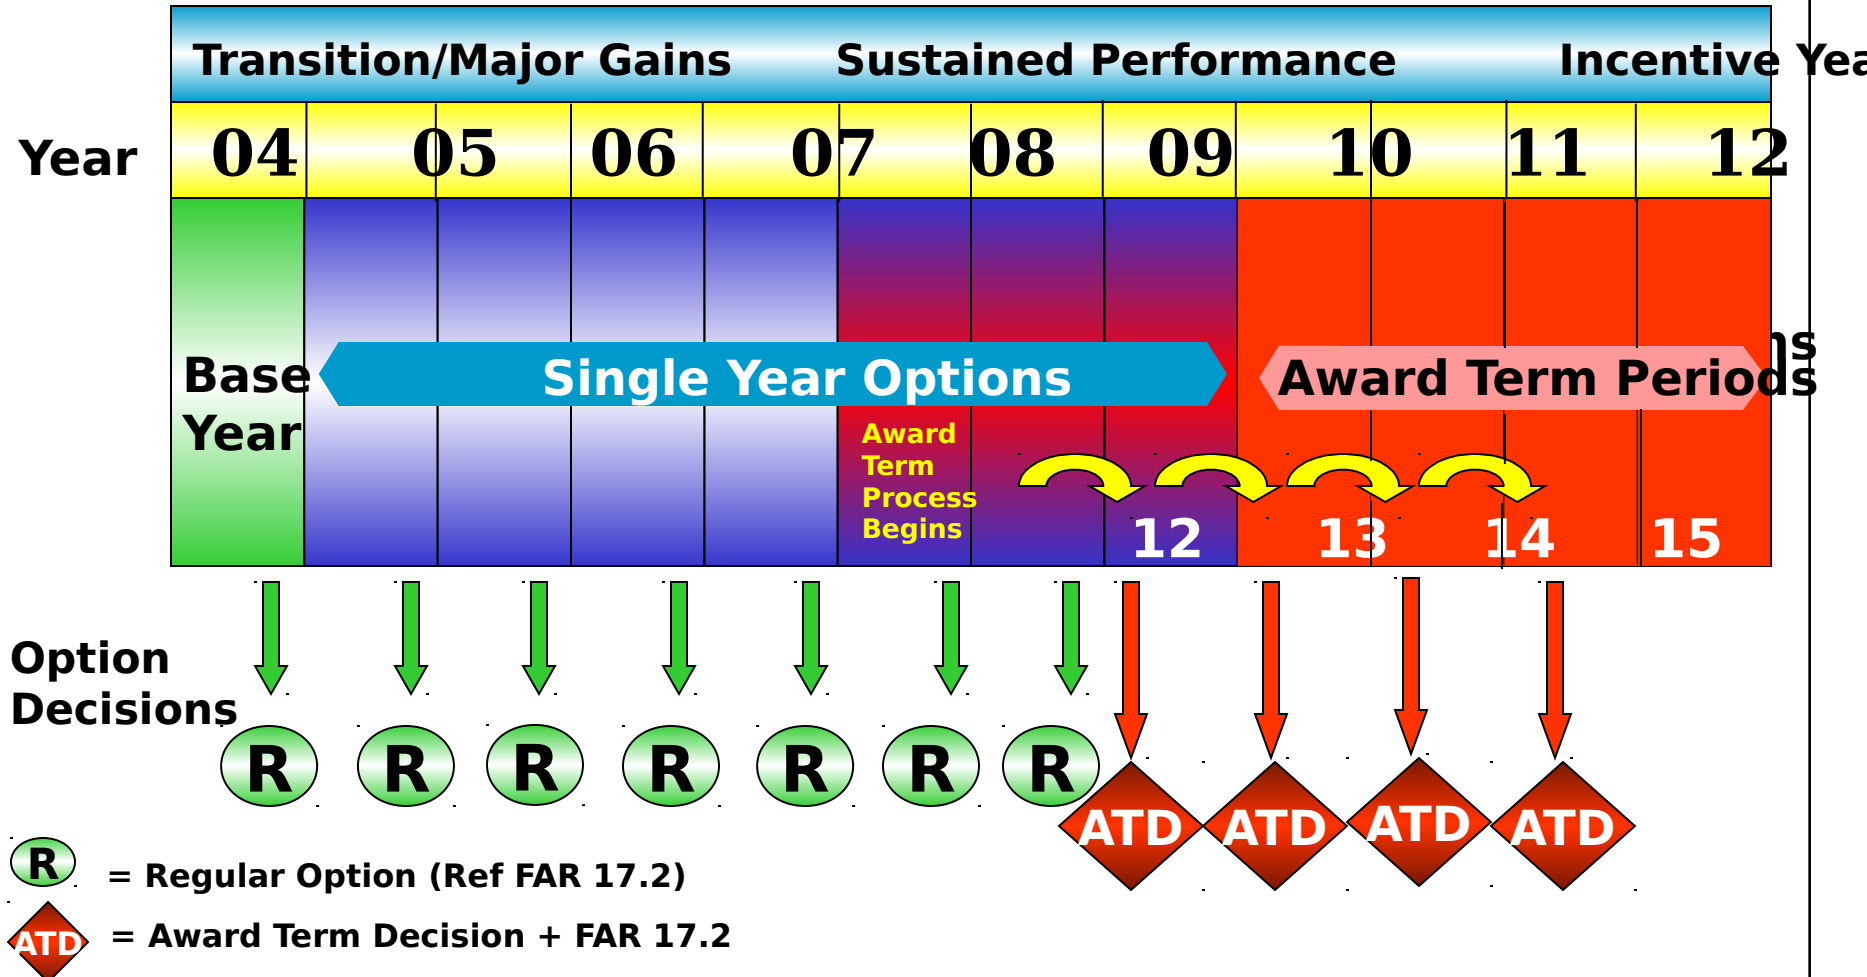 Transition/Major Gains Sustained Performance Incentive Yea
Year 04 05 06 07 08 09 10 11 12
Base
Year
Single Year Options
Award Term Periods
Award
Term
Process
Begins
12 13 14 15
Option
Decisions
R R R R R R R
ATD ATD ATD ATD
R = Regular Option (Ref FAR 17.2)
ATD = Award Term Decision + FAR 17.2